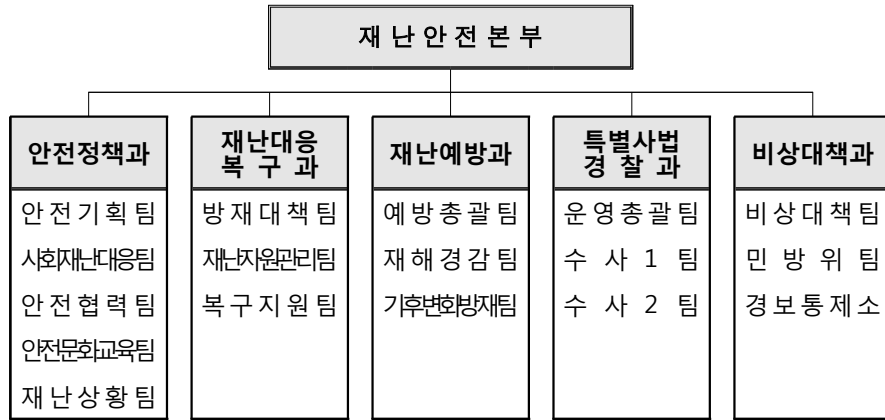 재난안전본부
안전정책과
안전기획팀
사회재난대응팀
안전협력팀
안전문화교육팀
재난상황팀
재난대응
복구과
방재대책팀
재난자원관리팀
복구지원팀
재난예방과
예방총괄팀
재해경감팀
기후변화방재팀
특별사법
경찰과
운영총괄팀
수사1팀
수사2팀
비상대책과
비상대책팀
민방위팀
경보통제소